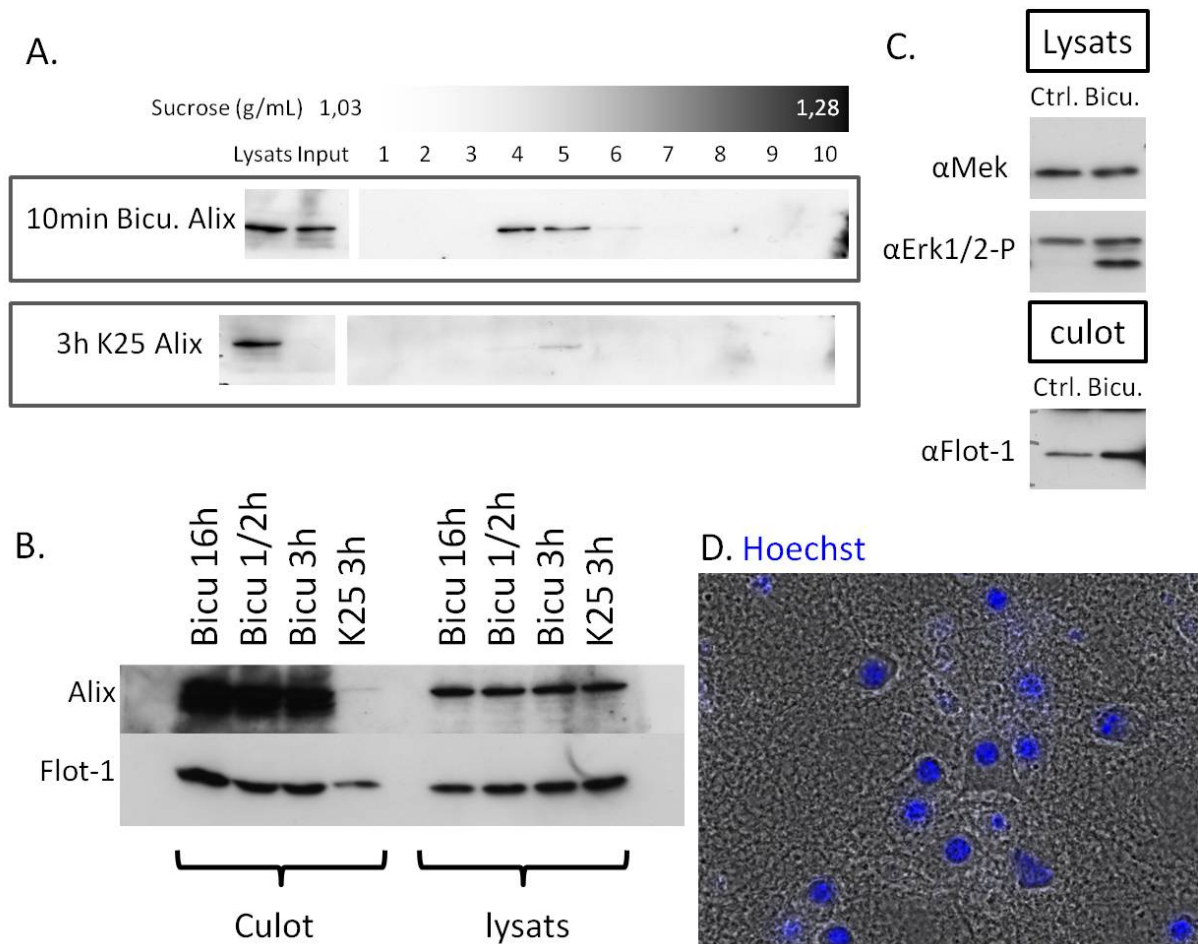 A.
Sucrose (g/mL) 1,03 1,28
Lysats Input 1 2 3 4 5 6 7 8 9 10
10min Bicu. Alix
3h K25 Alix
B.
Bicu 16h Bicu 1/2h Bicu 3h K25 3h Bicu 16h Bicu 1/2h Bicu 3h K25 3h
Alix
Flot-1
Culot lysats
C.
Lysats
Ctrl. Bicu.
αMek
αErk1/2-P
culot
Ctrl. Bicu.
αFlot-1
D. Hoechst